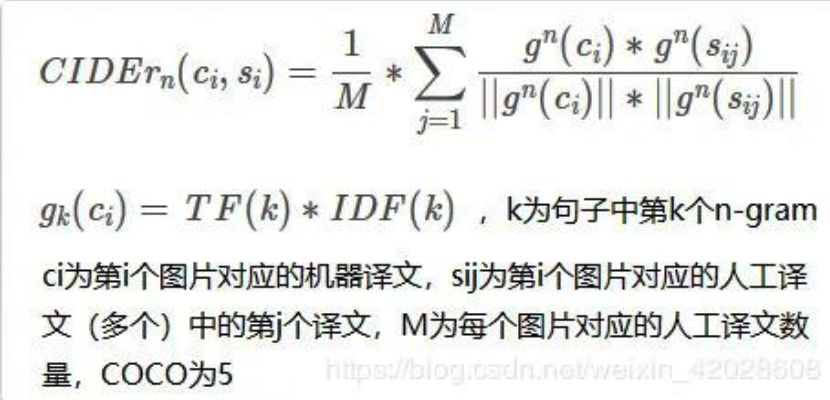 CIDEr_n(c_i, s_i) = \frac{1}{M} * \sum_{j=1}^{M} \frac{g^n(c_i) * g^n(s_{ij})}{||g^n(c_i)|| * ||g^n(s_{ij})||}
g_k(c_i) = TF(k) * IDF(k) ，k为句子中第k个n-gram
ci为第i个图片对应的机器译文，sij为第i个图片对应的人工译
文（多个）中的第j个译文，M为每个图片对应的人工译文数
量，COCO为5
https://blog.csdn.net/weixin_42028608